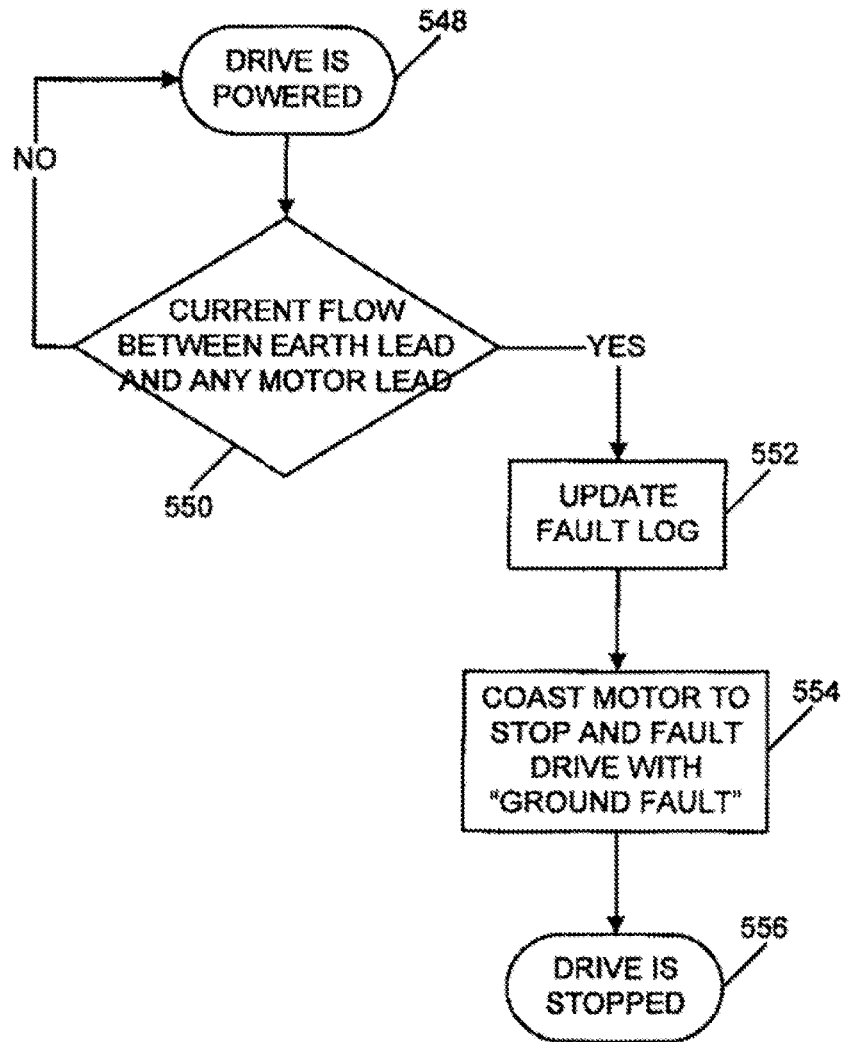 548
DRIVE IS
POWERED
NO
CURRENT FLOW
BETWEEN EARTH LEAD
AND ANY MOTOR LEAD
YES
550
552
UPDATE
FAULT LOG
554
COAST MOTOR TO
STOP AND FAULT
DRIVE WITH
"GROUND FAULT"
556
DRIVE IS
STOPPED